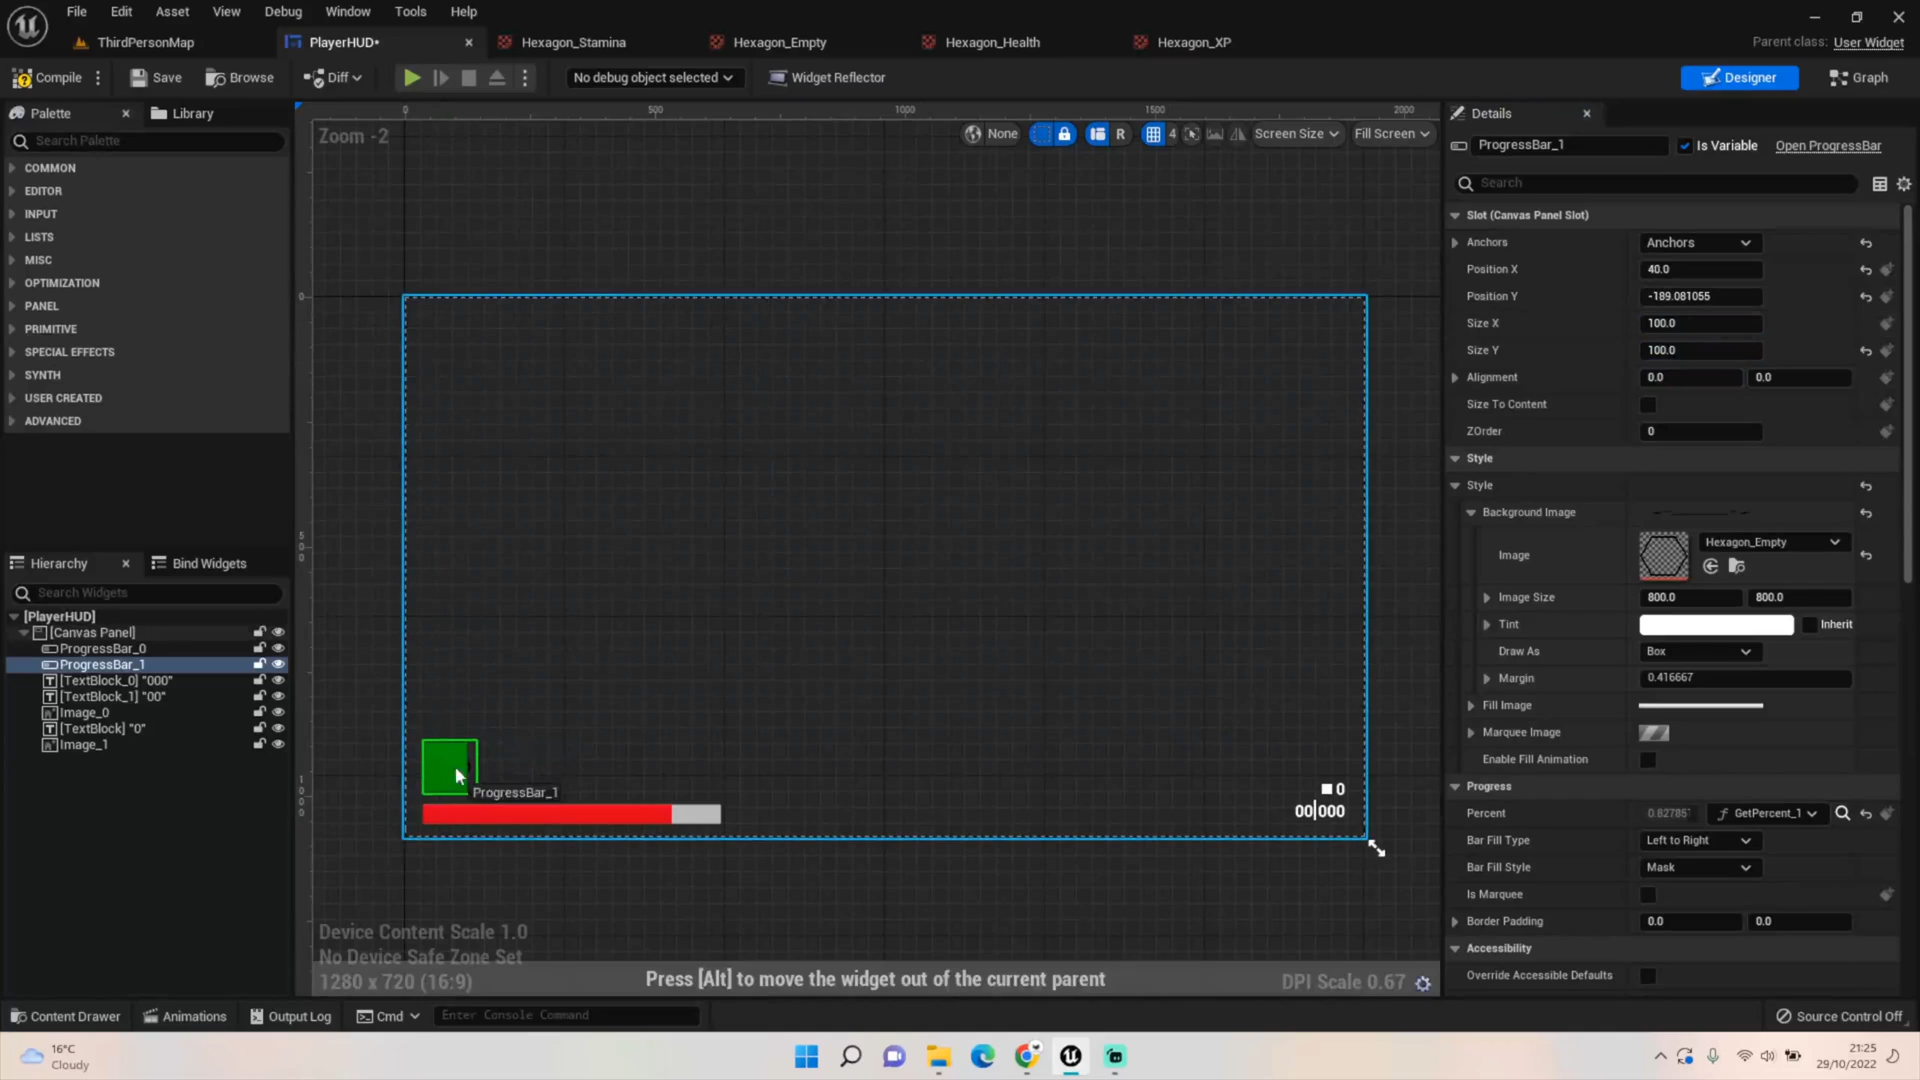 File Edit Asset View Debug Window Tools Help
ThirdPersonMap PlayerHUD* Hexagon_Stamina Hexagon_Empty Hexagon_Health Hexagon_XP Parent class: User Widget
Compile Save Browse Diff No debug object selected Widget Reflector Designer Graph
Palette Library
Search Palette
COMMON
EDITOR
INPUT
LISTS
MISC
OPTIMIZATION
PANEL
PRIMITIVE
SPECIAL EFFECTS
SYNTH
USER CREATED
ADVANCED
Hierarchy Bind Widgets
Search Widgets
[PlayerHUD]
[Canvas Panel]
ProgressBar_0
ProgressBar_1
[TextBlock_0] "000"
[TextBlock_1] "00"
Image_0
[TextBlock] "0"
Image_1
0 500 1000 1500 2000
Zoom -2 None R 4 Screen Size Fill Screen
0
500
1000
ProgressBar_1
0
00|000
Device Content Scale 1.0
No Device Safe Zone Set
1280 x 720 (16:9) Press [Alt] to move the widget out of the current parent DPI Scale 0.67
Details
ProgressBar_1 Is Variable Open ProgressBar
Search
Slot (Canvas Panel Slot)
Anchors Anchors
Position X 40.0
Position Y -189.081055
Size X 100.0
Size Y 100.0
Alignment 0.0 0.0
Size To Content
ZOrder 0
Style
Style
Background Image
Image Hexagon_Empty
Image Size 800.0 800.0
Tint Inherit
Draw As Box
Margin 0.416667
Fill Image
Marquee Image
Enable Fill Animation
Progress
Percent 0.82785 GetPercent_1
Bar Fill Type Left to Right
Bar Fill Style Mask
Is Marquee
Border Padding 0.0 0.0
Accessibility
Override Accessible Defaults
Content Drawer Animations Output Log Cmd Enter Console Command Source Control Off
16°C
Cloudy
21:25
29/10/2022